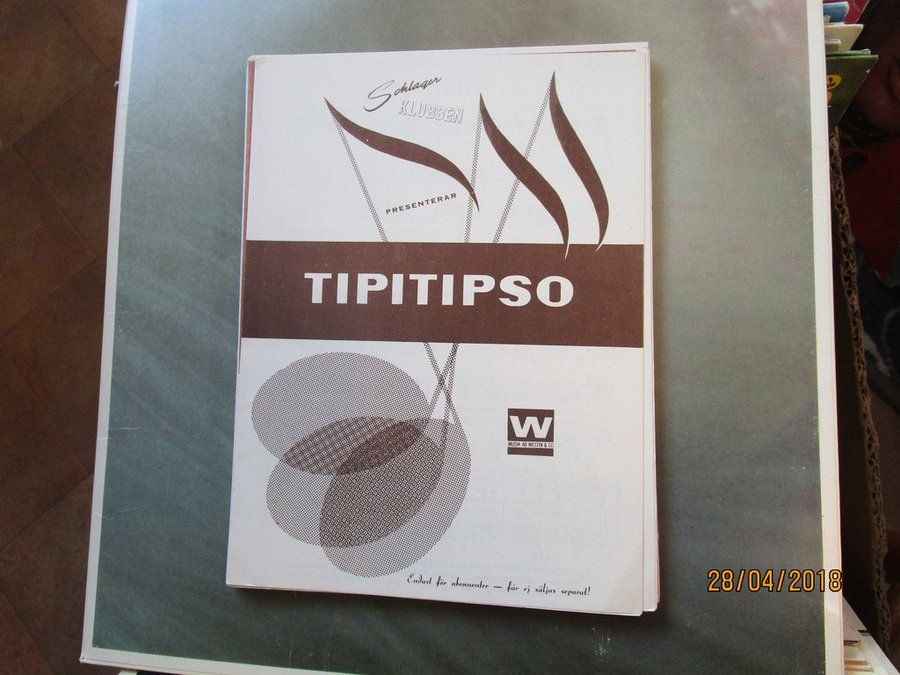 Schlager
KLUBBEN
PRESENTERAR
TIPITIPSO
W
MUSIK AB WESTIN & CO
Endast för abonnenter — får ej säljas separat!
28/04/2018